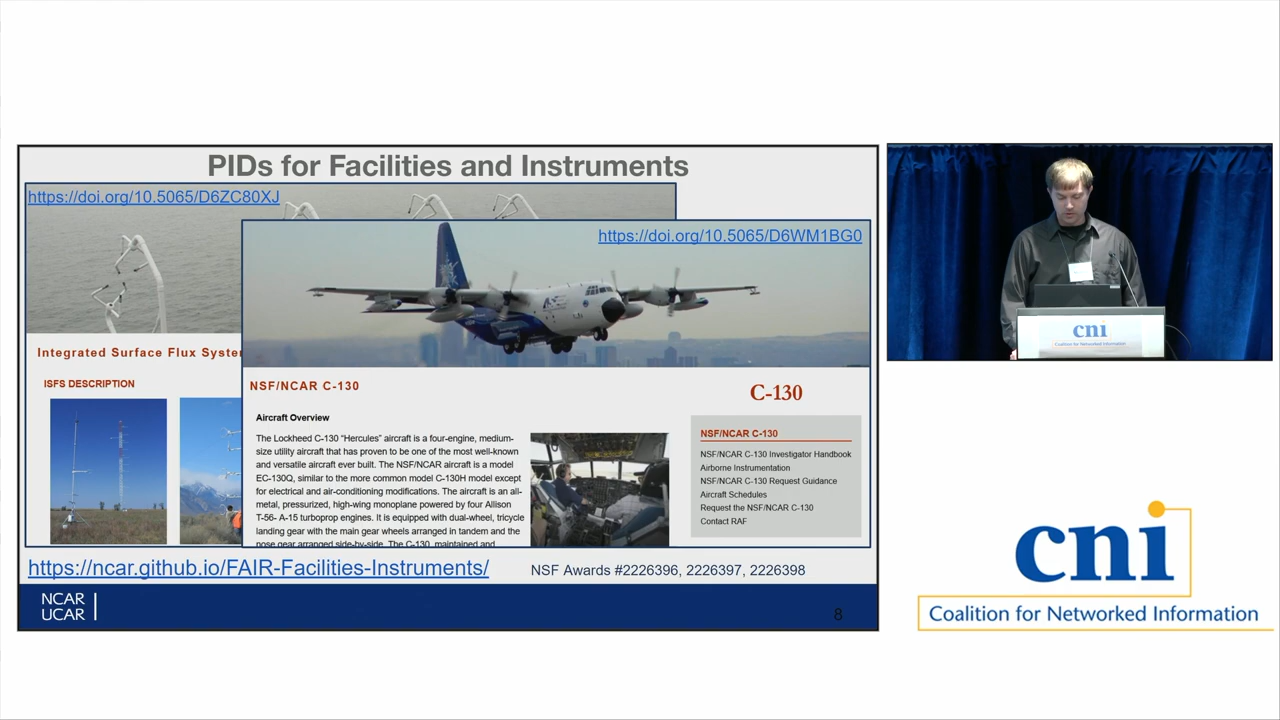 PIDs for Facilities and Instruments
https://doi.org/10.5065/D6ZC80XJ
https://doi.org/10.5065/D6WM1BG0
Integrated Surface Flux System
ISFS DESCRIPTION
NSF/NCAR C-130
C-130
Aircraft Overview
The Lockheed C-130 “Hercules” aircraft is a four-engine, medium-
size utility aircraft that has proven to be one of the most well-known
and versatile aircraft ever built. The NSF/NCAR aircraft is a model
EC-130Q, similar to the more common model C-130H model except
for electrical and air-conditioning modifications. The aircraft is an all-
metal, pressurized, high-wing monoplane powered by four Allison
T-56- A-15 turboprop engines. It is equipped with dual-wheel, tricycle
landing gear with the main gear wheels arranged in tandem and the
nose gear arranged side-by-side. The C-130, maintained and
NSF/NCAR C-130
NSF/NCAR C-130 Investigator Handbook
Airborne Instrumentation
NSF/NCAR C-130 Request Guidance
Aircraft Schedules
Request the NSF/NCAR C-130
Contact RAF
https://ncar.github.io/FAIR-Facilities-Instruments/
NSF Awards #2226396, 2226397, 2226398
NCAR
UCAR
8
cni
Coalition for Networked Information
cni
Coalition for Networked Information